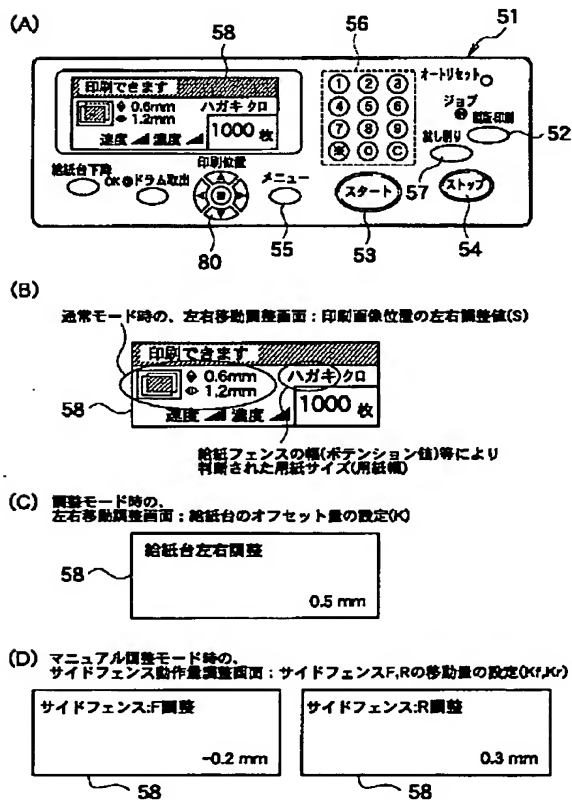 (A)
58
56
51
印刷できます
0.6mm
1.2mm
ハガキ クロ
速度 濃度
1000 枚
1 2 3
4 5 6
7 8 9
※ 0 C
オートリセット
ジョブ
製版・印刷
試し刷り
52
給紙台下降
OK ドラム取出
印刷位置
メニュー
スタート
ストップ
80
55
53
57
54
(B)
通常モード時の、左右移動調整画面:印刷画像位置の左右調整値(S)
印刷できます
0.6mm
1.2mm
ハガキ クロ
速度 濃度
1000 枚
58
給紙フェンスの幅(ポテンション値)等により
判断された用紙サイズ(用紙幅)
(C) 調整モード時の、
左右移動調整画面:給紙台のオフセット量の設定(K)
給紙台左右調整
0.5 mm
58
(D) マニュアル調整モード時の、
サイドフェンス動作量調整画面:サイドフェンスF,Rの移動量の設定(Kf,Kr)
サイドフェンス:F調整
-0.2 mm
58
サイドフェンス:R調整
0.3 mm
58